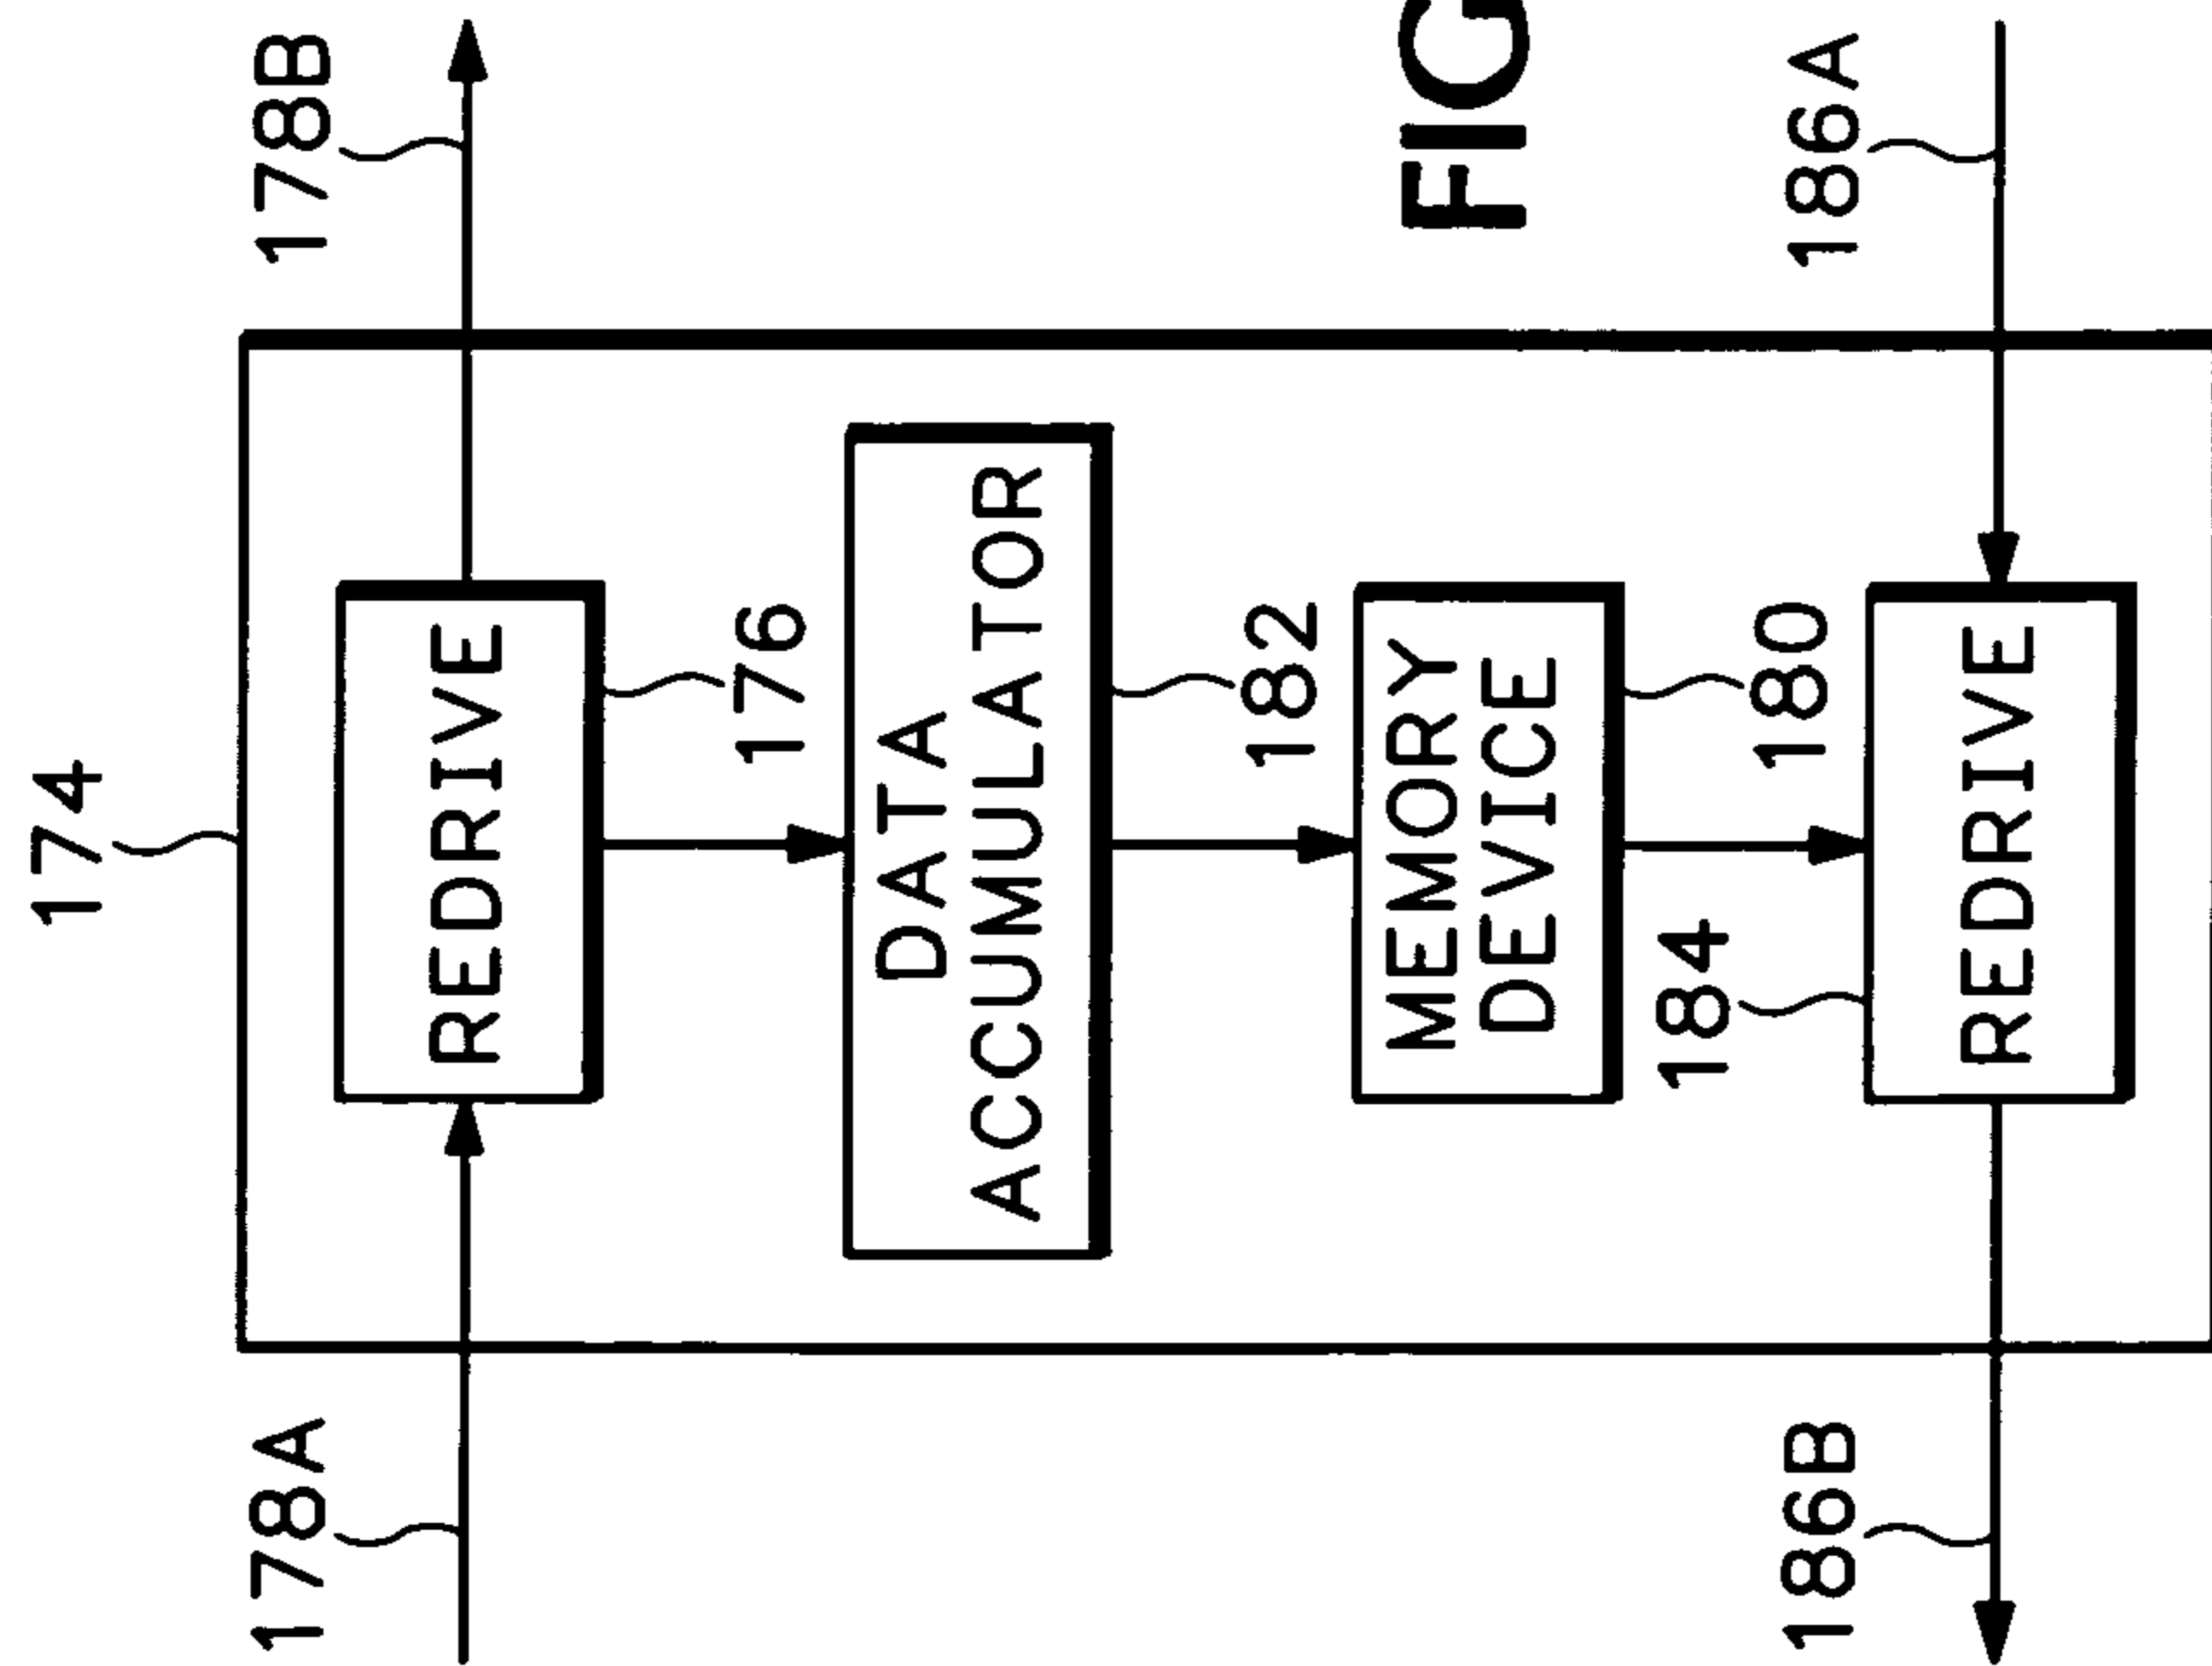 174
178A
178B
REDRIVE
176
DATA
ACCUMULATOR
182
MEMORY
DEVICE
180
184
REDRIVE
186B
186A
FIG